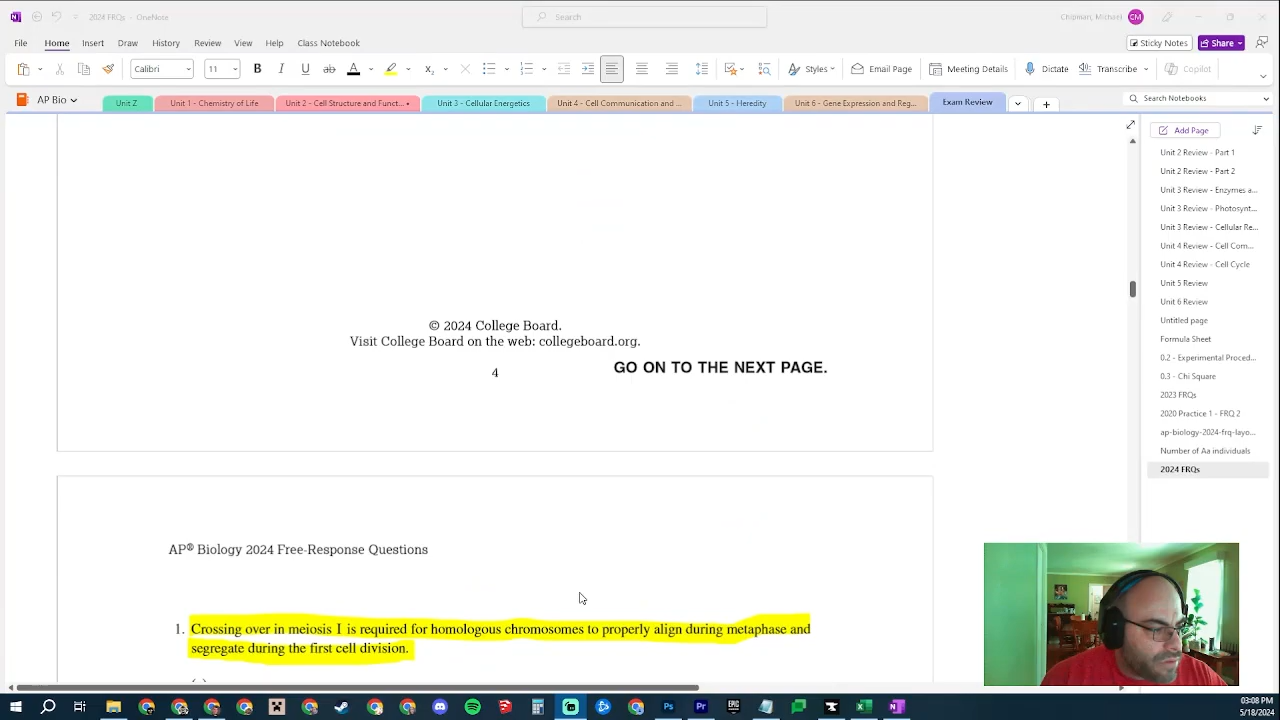 2024 FRQs - OneNote
Search
Chipman, Michael
CM
File
Home
Insert
Draw
History
Review
View
Help
Class Notebook
Sticky Notes
Share
Calibri
11
B
I
U
ab
A
Styles
Email Page
Meeting Details
Dictate
Transcribe
Copilot
AP Bio
Unit Z
Unit 1 - Chemistry of Life
Unit 2 - Cell Structure and Funct...
Unit 3 - Cellular Energetics
Unit 4 - Cell Communication and ...
Unit 5 - Heredity
Unit 6 - Gene Expression and Reg...
Exam Review
Search Notebooks
Add Page
Unit 2 Review - Part 1
Unit 2 Review - Part 2
Unit 3 Review - Enzymes a...
Unit 3 Review - Photosynt...
Unit 3 Review - Cellular Re...
Unit 4 Review - Cell Com...
Unit 4 Review - Cell Cycle
Unit 5 Review
Unit 6 Review
Untitled page
Formula Sheet
0.2 - Experimental Proced...
0.3 - Chi Square
2023 FRQs
2020 Practice 1 - FRQ 2
ap-biology-2024-frq-layo...
Number of Aa individuals
2024 FRQs
© 2024 College Board.
Visit College Board on the web: collegeboard.org.
GO ON TO THE NEXT PAGE.
4
AP® Biology 2024 Free-Response Questions
1. Crossing over in meiosis I is required for homologous chromosomes to properly align during metaphase and
segregate during the first cell division.
03:08 PM
5/18/2024